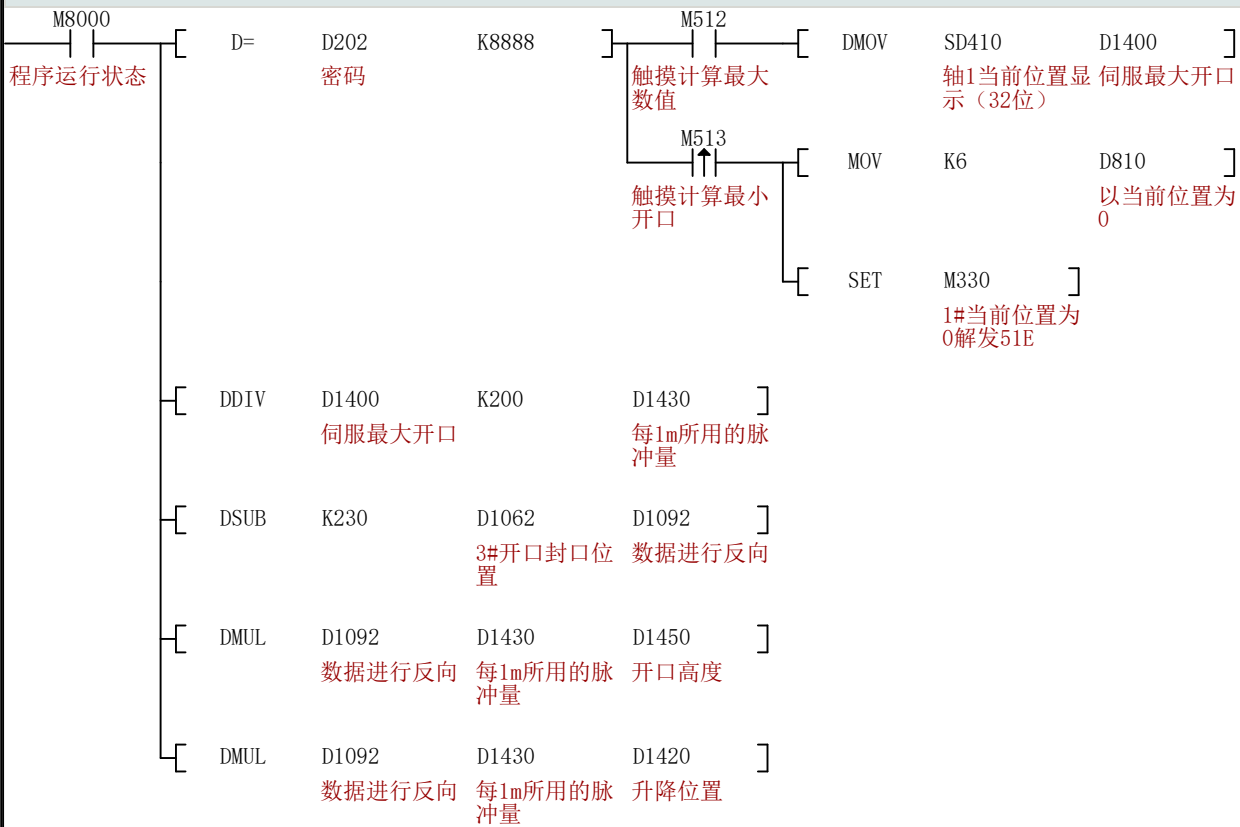 M8000 M512
D= D202 K8888 DMOV SD410 D1400
程序运行状态 密码 触摸计算最大 轴1当前位置显 伺服最大开口
数值 示（32位）
M513
MOV K6 D810
触摸计算最小 以当前位置为
开口 0
SET M330
1#当前位置为
0解发51E
DDIV D1400 K200 D1430
伺服最大开口 每1m所用的脉
冲量
DSUB K230 D1062 D1092
3#开口封口位 数据进行反向
置
DMUL D1092 D1430 D1450
数据进行反向 每1m所用的脉 开口高度
冲量
DMUL D1092 D1430 D1420
数据进行反向 每1m所用的脉 升降位置
冲量